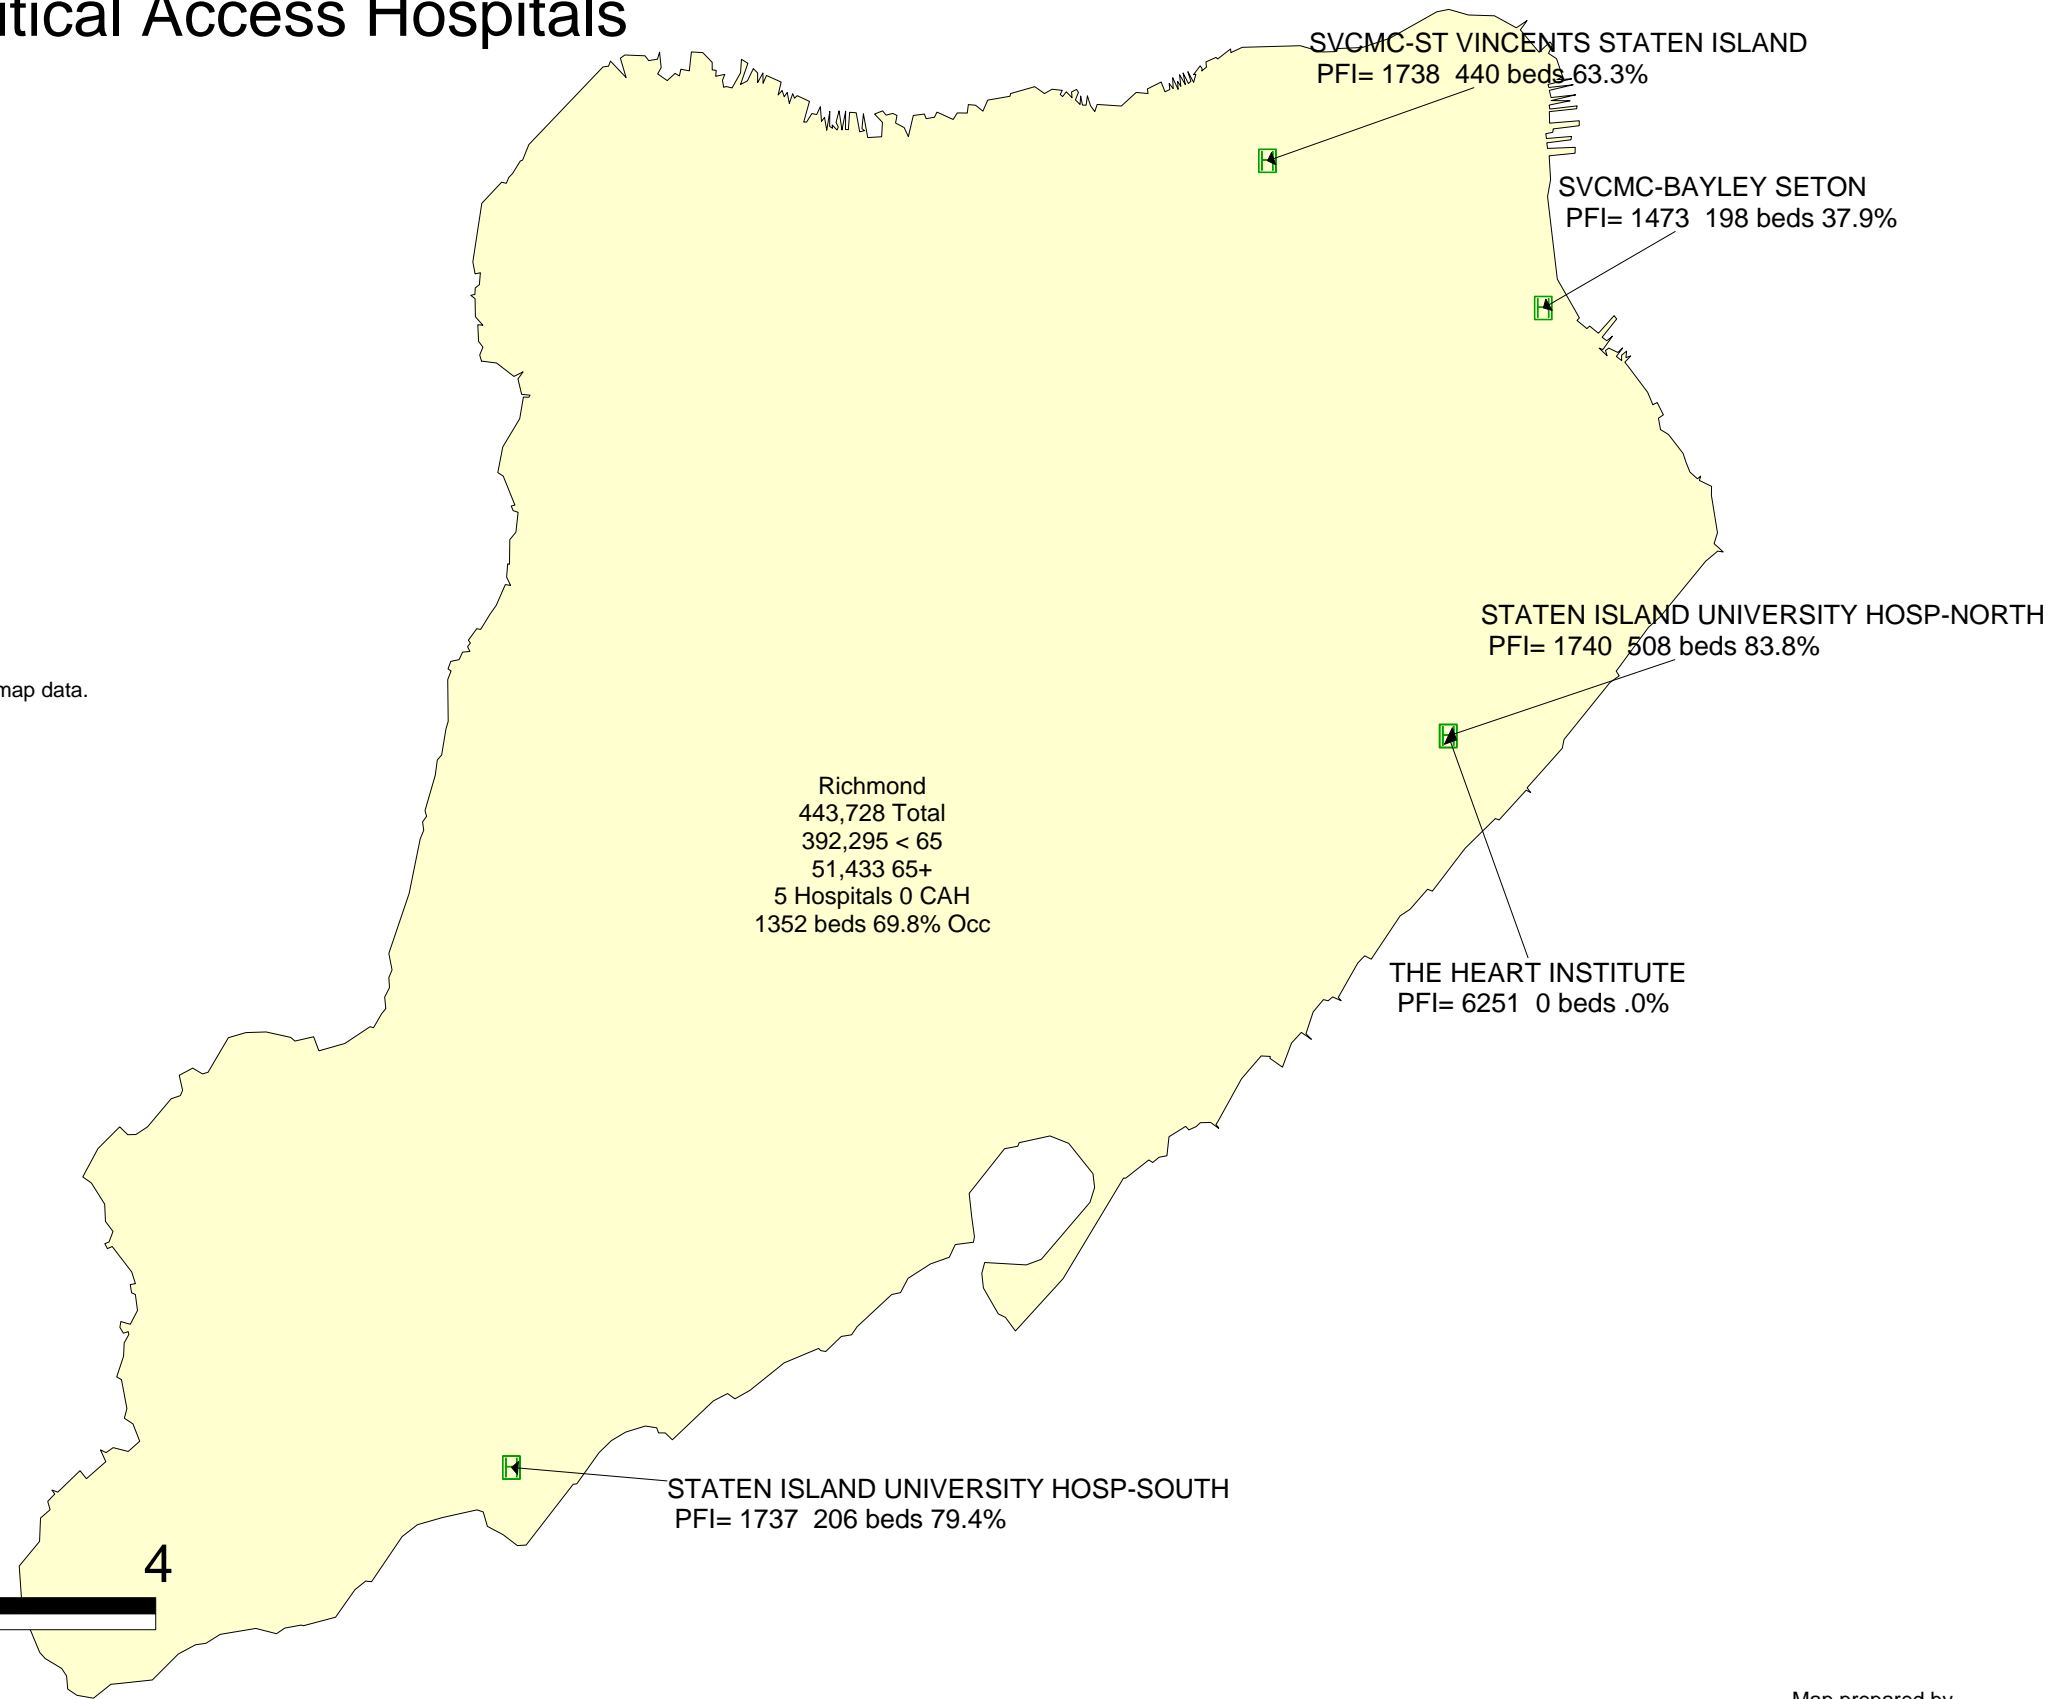 itical Access Hospitals
SVCMC-ST VINCENTS STATEN ISLAND
PFI= 1738 440 beds 63.3%
SVCMC-BAYLEY SETON
PFI= 1473 198 beds 37.9%
STATEN ISLAND UNIVERSITY HOSP-NORTH
PFI= 1740 508 beds 83.8%
map data.
Richmond
443,728 Total
392,295 < 65
51,433 65+
5 Hospitals 0 CAH
1352 beds 69.8% Occ
THE HEART INSTITUTE
PFI= 6251 0 beds .0%
STATEN ISLAND UNIVERSITY HOSP-SOUTH
PFI= 1737 206 beds 79.4%
4
Map prepared by